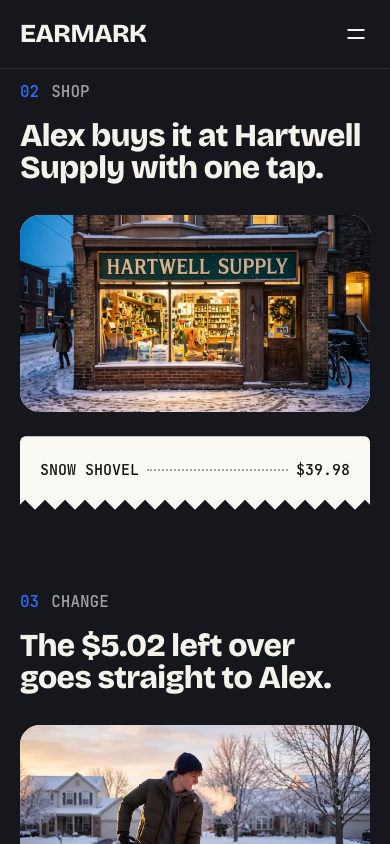 EARMARK
02 SHOP
Alex buys it at Hartwell
Supply with one tap.
HARTWELL SUPPLY
SNOW SHOVEL $39.98
03 CHANGE
The $5.02 left over
goes straight to Alex.